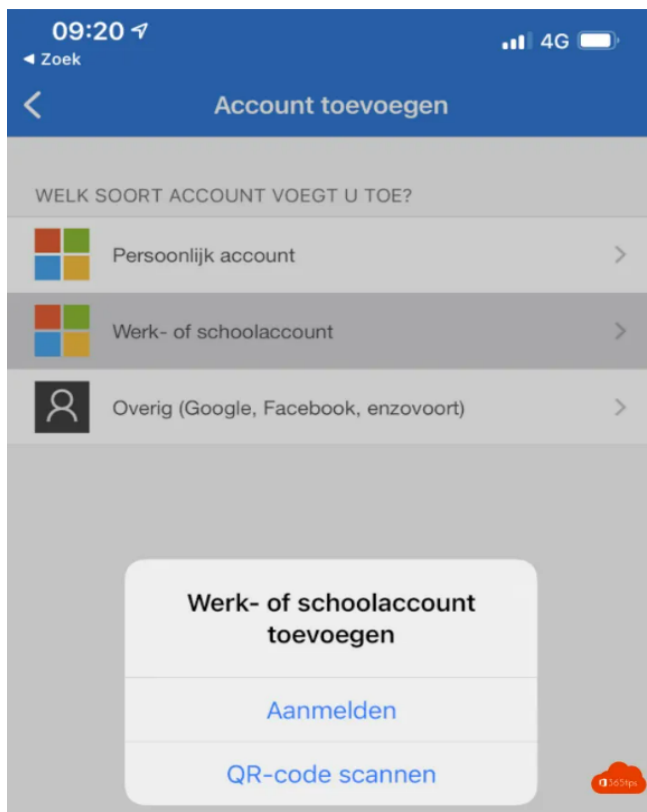 09:20
4G
Zoek
Account toevoegen
WELK SOORT ACCOUNT VOEGT U TOE?
Persoonlijk account
Werk- of schoolaccount
Overig (Google, Facebook, enzovoort)
Werk- of schoolaccount
toevoegen
Aanmelden
QR-code scannen
365tips